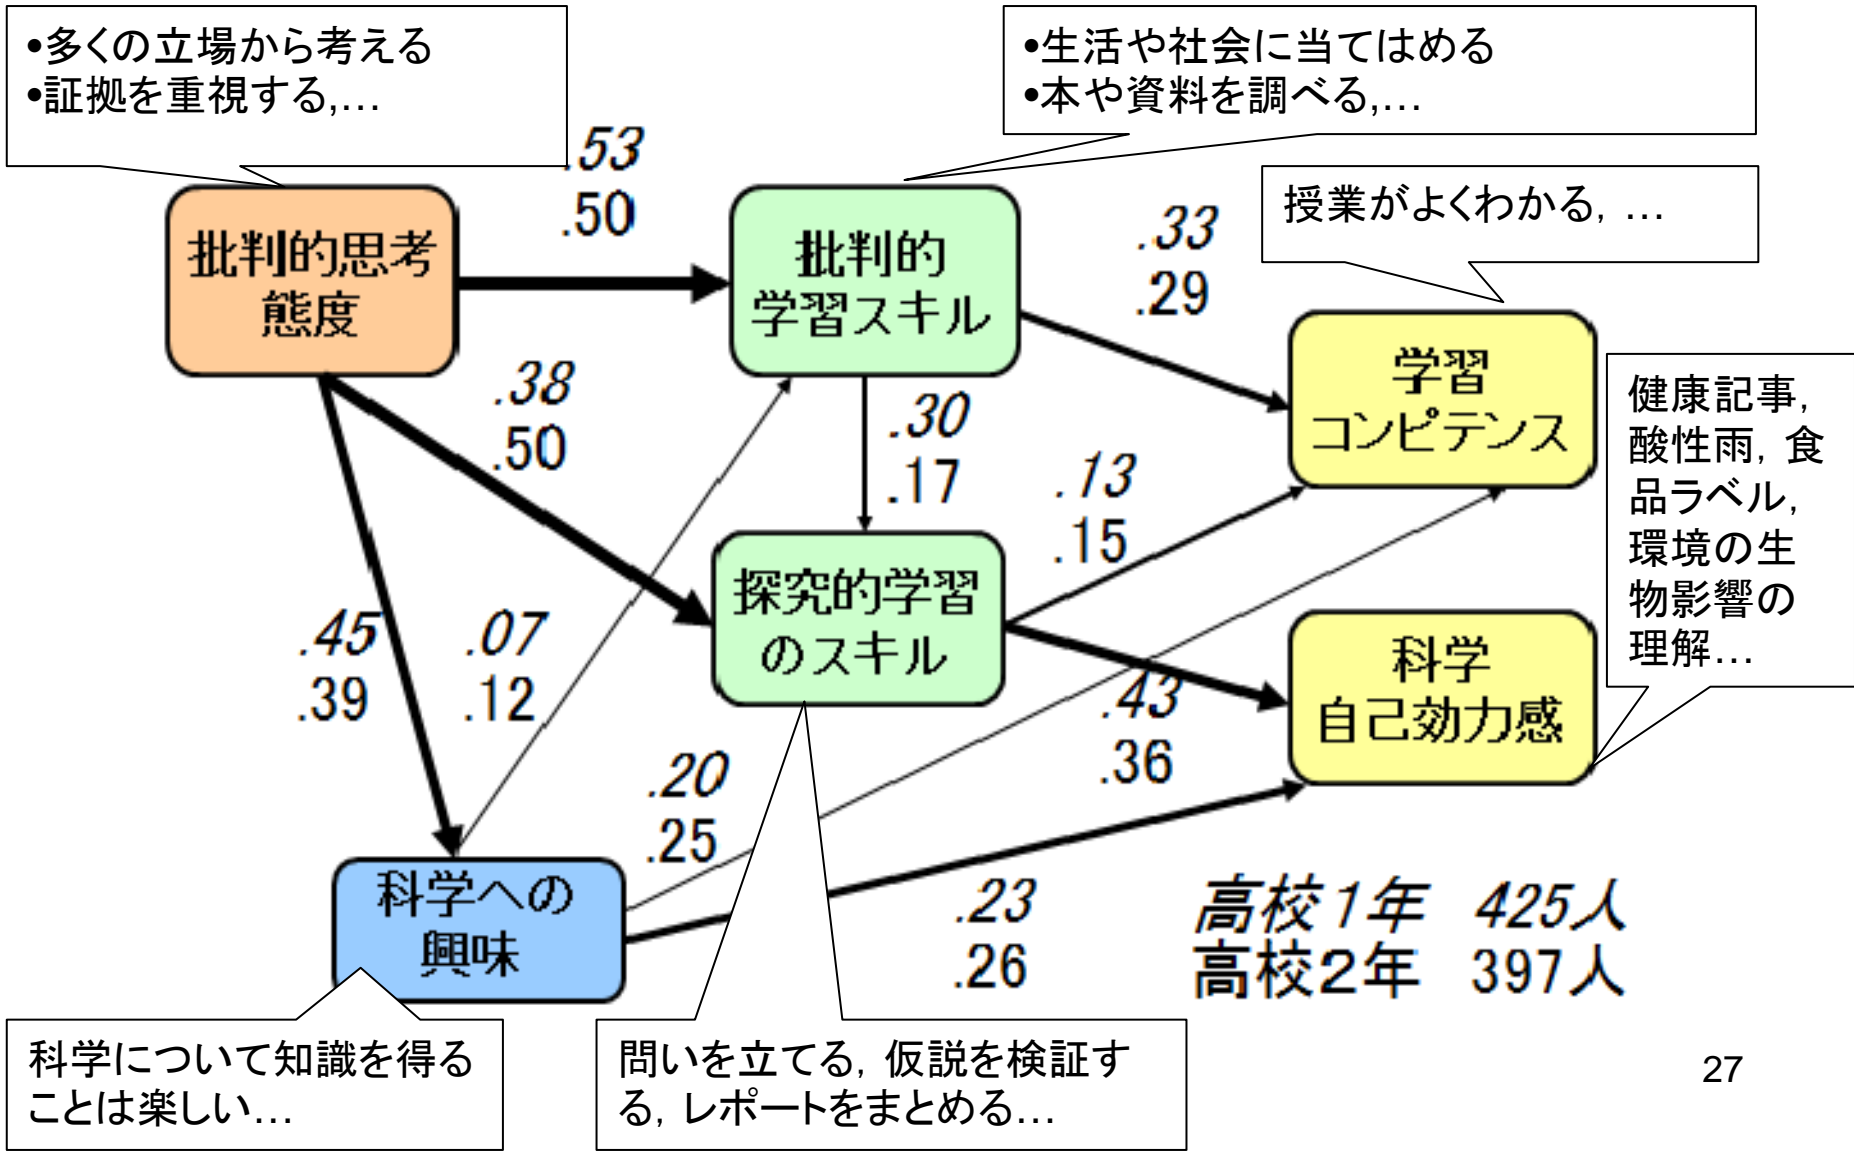 •多くの立場から考える
•証拠を重視する,…
•生活や社会に当てはめる
•本や資料を調べる,…
授業がよくわかる, …
.53
.50
批判的思考
態度
批判的
学習スキル
.33
.29
学習
コンピテンス
健康記事,
酸性雨, 食
品ラベル,
環境の生
物影響の
理解…
.38
.50
.30
.17
.13
.15
探究的学習
のスキル
.45
.39
.07
.12
.43
.36
科学
自己効力感
.20
.25
科学への
興味
.23
.26
高校1年 425人
高校2年 397人
科学について知識を得る
ことは楽しい…
問いを立てる, 仮説を検証す
る, レポートをまとめる…
27